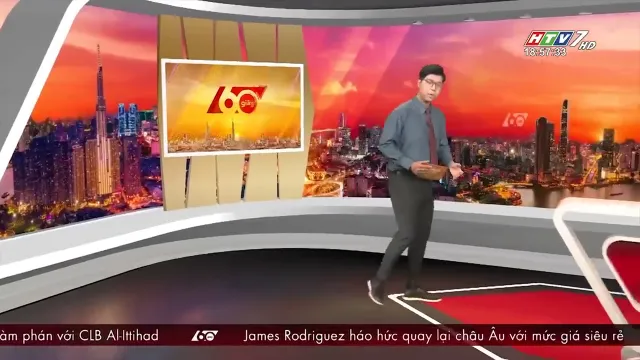 HTV7 HD
18:57:33
60 giây
60
àm phán với CLB Al-Ittihad 60 James Rodriguez háo hức quay lại châu Âu với mức giá siêu rẻ